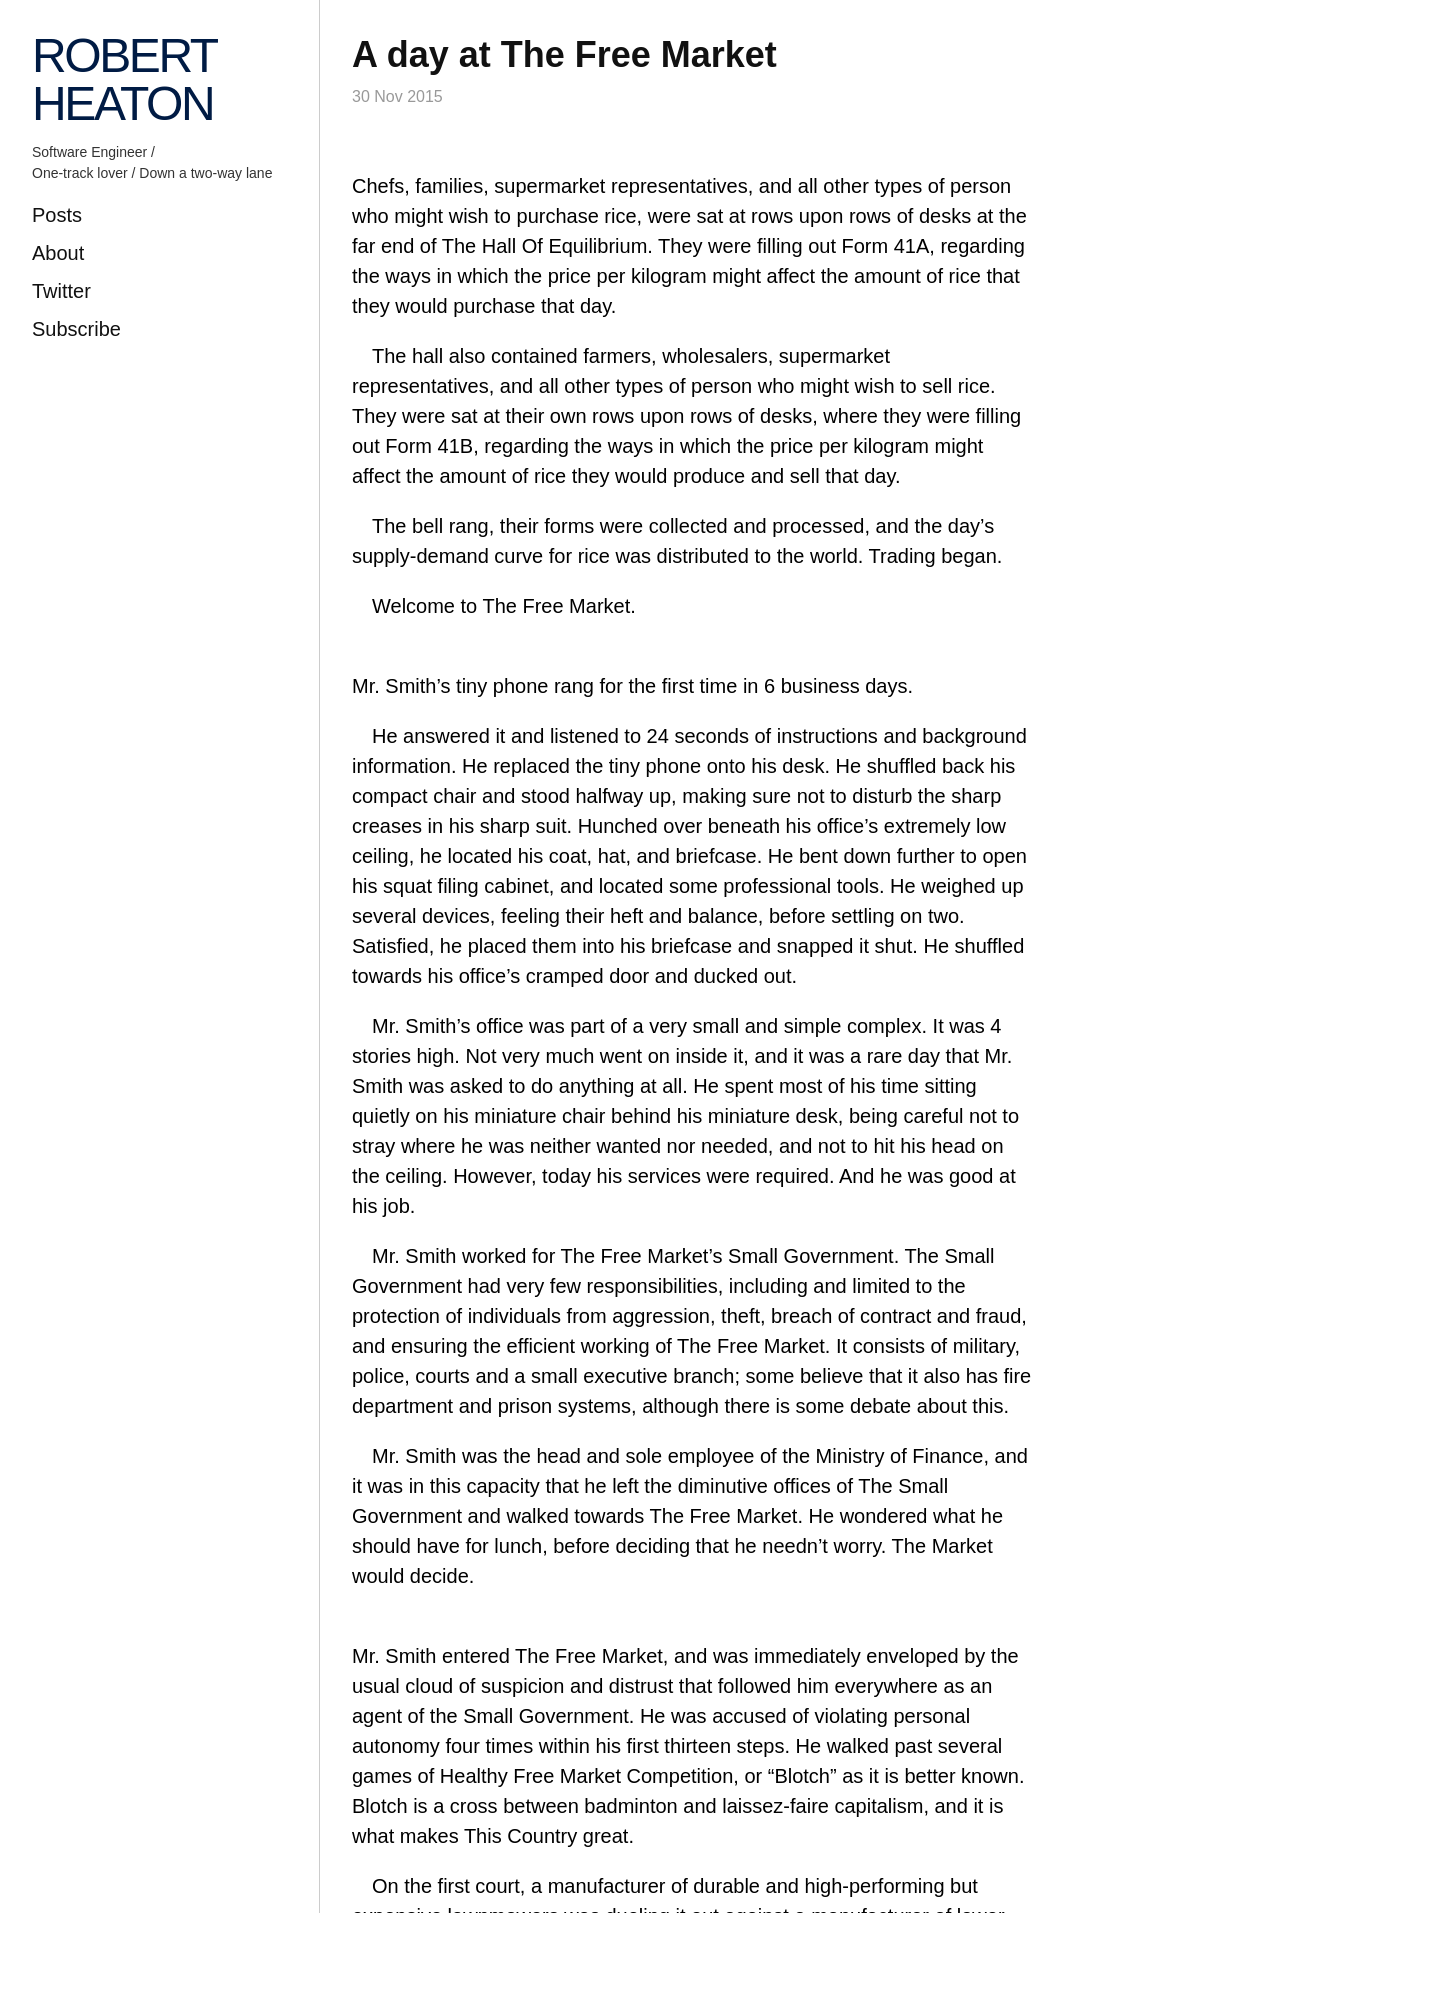 ROBERT
HEATON
Software Engineer /
One-track lover / Down a two-way lane
Posts
About
Twitter
Subscribe
A day at The Free Market
30 Nov 2015
Chefs, families, supermarket representatives, and all other types of person
who might wish to purchase rice, were sat at rows upon rows of desks at the
far end of The Hall Of Equilibrium. They were filling out Form 41A, regarding
the ways in which the price per kilogram might affect the amount of rice that
they would purchase that day.
The hall also contained farmers, wholesalers, supermarket
representatives, and all other types of person who might wish to sell rice.
They were sat at their own rows upon rows of desks, where they were filling
out Form 41B, regarding the ways in which the price per kilogram might
affect the amount of rice they would produce and sell that day.
The bell rang, their forms were collected and processed, and the day’s
supply-demand curve for rice was distributed to the world. Trading began.
Welcome to The Free Market.
Mr. Smith’s tiny phone rang for the first time in 6 business days.
He answered it and listened to 24 seconds of instructions and background
information. He replaced the tiny phone onto his desk. He shuffled back his
compact chair and stood halfway up, making sure not to disturb the sharp
creases in his sharp suit. Hunched over beneath his office’s extremely low
ceiling, he located his coat, hat, and briefcase. He bent down further to open
his squat filing cabinet, and located some professional tools. He weighed up
several devices, feeling their heft and balance, before settling on two.
Satisfied, he placed them into his briefcase and snapped it shut. He shuffled
towards his office’s cramped door and ducked out.
Mr. Smith’s office was part of a very small and simple complex. It was 4
stories high. Not very much went on inside it, and it was a rare day that Mr.
Smith was asked to do anything at all. He spent most of his time sitting
quietly on his miniature chair behind his miniature desk, being careful not to
stray where he was neither wanted nor needed, and not to hit his head on
the ceiling. However, today his services were required. And he was good at
his job.
Mr. Smith worked for The Free Market’s Small Government. The Small
Government had very few responsibilities, including and limited to the
protection of individuals from aggression, theft, breach of contract and fraud,
and ensuring the efficient working of The Free Market. It consists of military,
police, courts and a small executive branch; some believe that it also has fire
department and prison systems, although there is some debate about this.
Mr. Smith was the head and sole employee of the Ministry of Finance, and
it was in this capacity that he left the diminutive offices of The Small
Government and walked towards The Free Market. He wondered what he
should have for lunch, before deciding that he needn’t worry. The Market
would decide.
Mr. Smith entered The Free Market, and was immediately enveloped by the
usual cloud of suspicion and distrust that followed him everywhere as an
agent of the Small Government. He was accused of violating personal
autonomy four times within his first thirteen steps. He walked past several
games of Healthy Free Market Competition, or “Blotch” as it is better known.
Blotch is a cross between badminton and laissez-faire capitalism, and it is
what makes This Country great.
On the first court, a manufacturer of durable and high-performing but